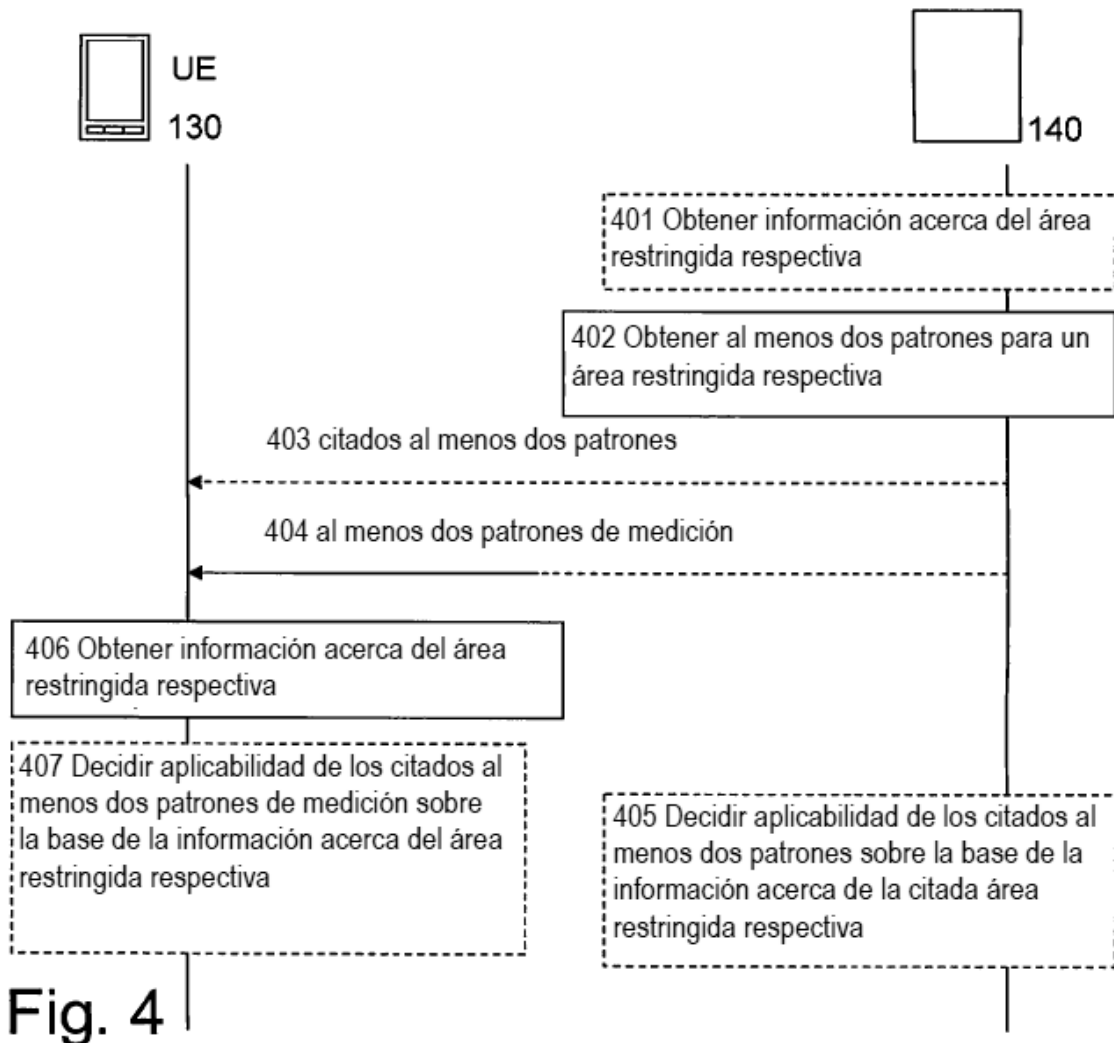 UE
130
140
401 Obtener información acerca del área
restringida respectiva
402 Obtener al menos dos patrones para un
área restringida respectiva
403 citados al menos dos patrones
404 al menos dos patrones de medición
406 Obtener información acerca del área
restringida respectiva
407 Decidir aplicabilidad de los citados al
menos dos patrones de medición sobre
la base de la información acerca del área
restringida respectiva
405 Decidir aplicabilidad de los citados al
menos dos patrones sobre la base de la
información acerca de la citada área
restringida respectiva
Fig. 4